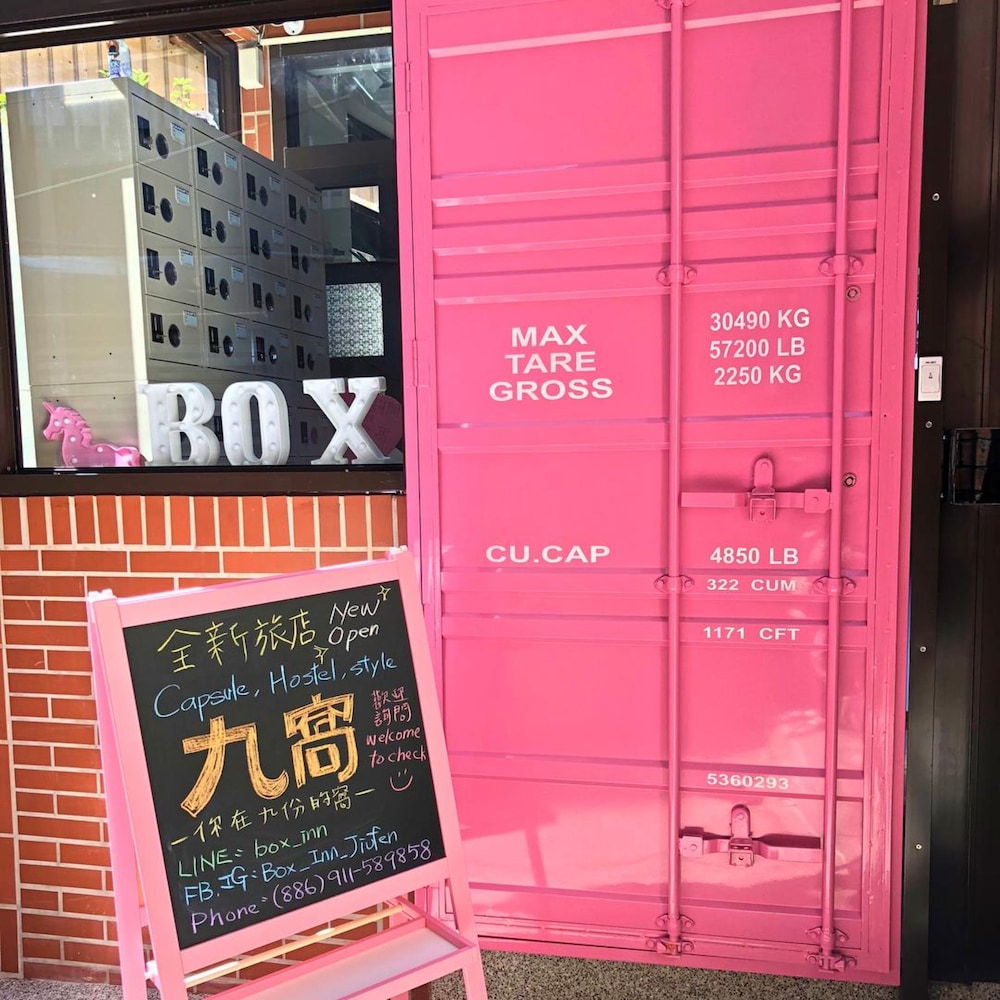 BOX
MAX
TARE
GROSS
30490 KG
57200 LB
2250 KG
CU.CAP
4850 LB
322 CUM
1171 CFT
5360293
全新旅店 New Open
Capsule, Hostel, style
九窩
歡迎
詢問
welcome
to check
－你在九份的窩－
LINE: box_inn
FB.IG: Box_Inn_Jiufen
Phone: (886) 911-589858